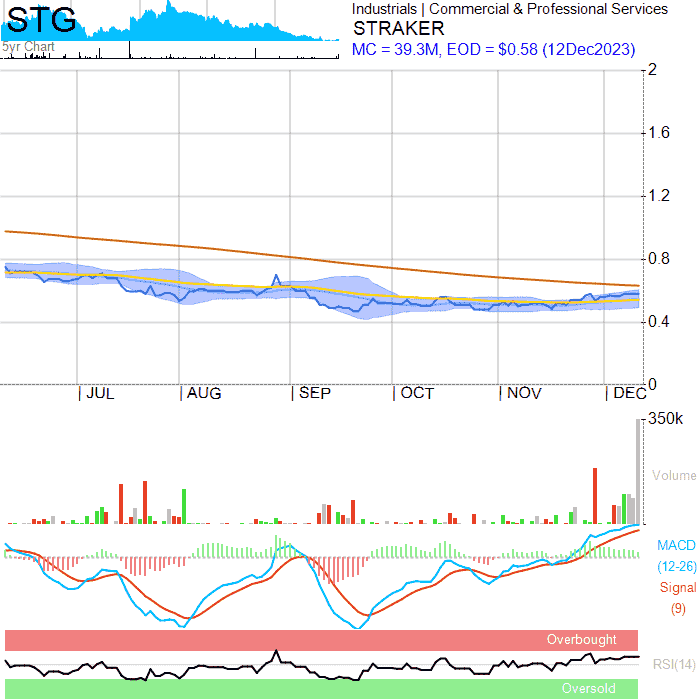 STG
5yr Chart
Industrials | Commercial & Professional Services
STRAKER
MC = 39.3M, EOD = $0.58 (12Dec2023)
2
1.6
1.2
0.8
0.4
0
| JUL | AUG | SEP | OCT | NOV | DEC
350k
Volume
MACD
(12-26)
Signal
(9)
Overbought
RSI(14)
Oversold